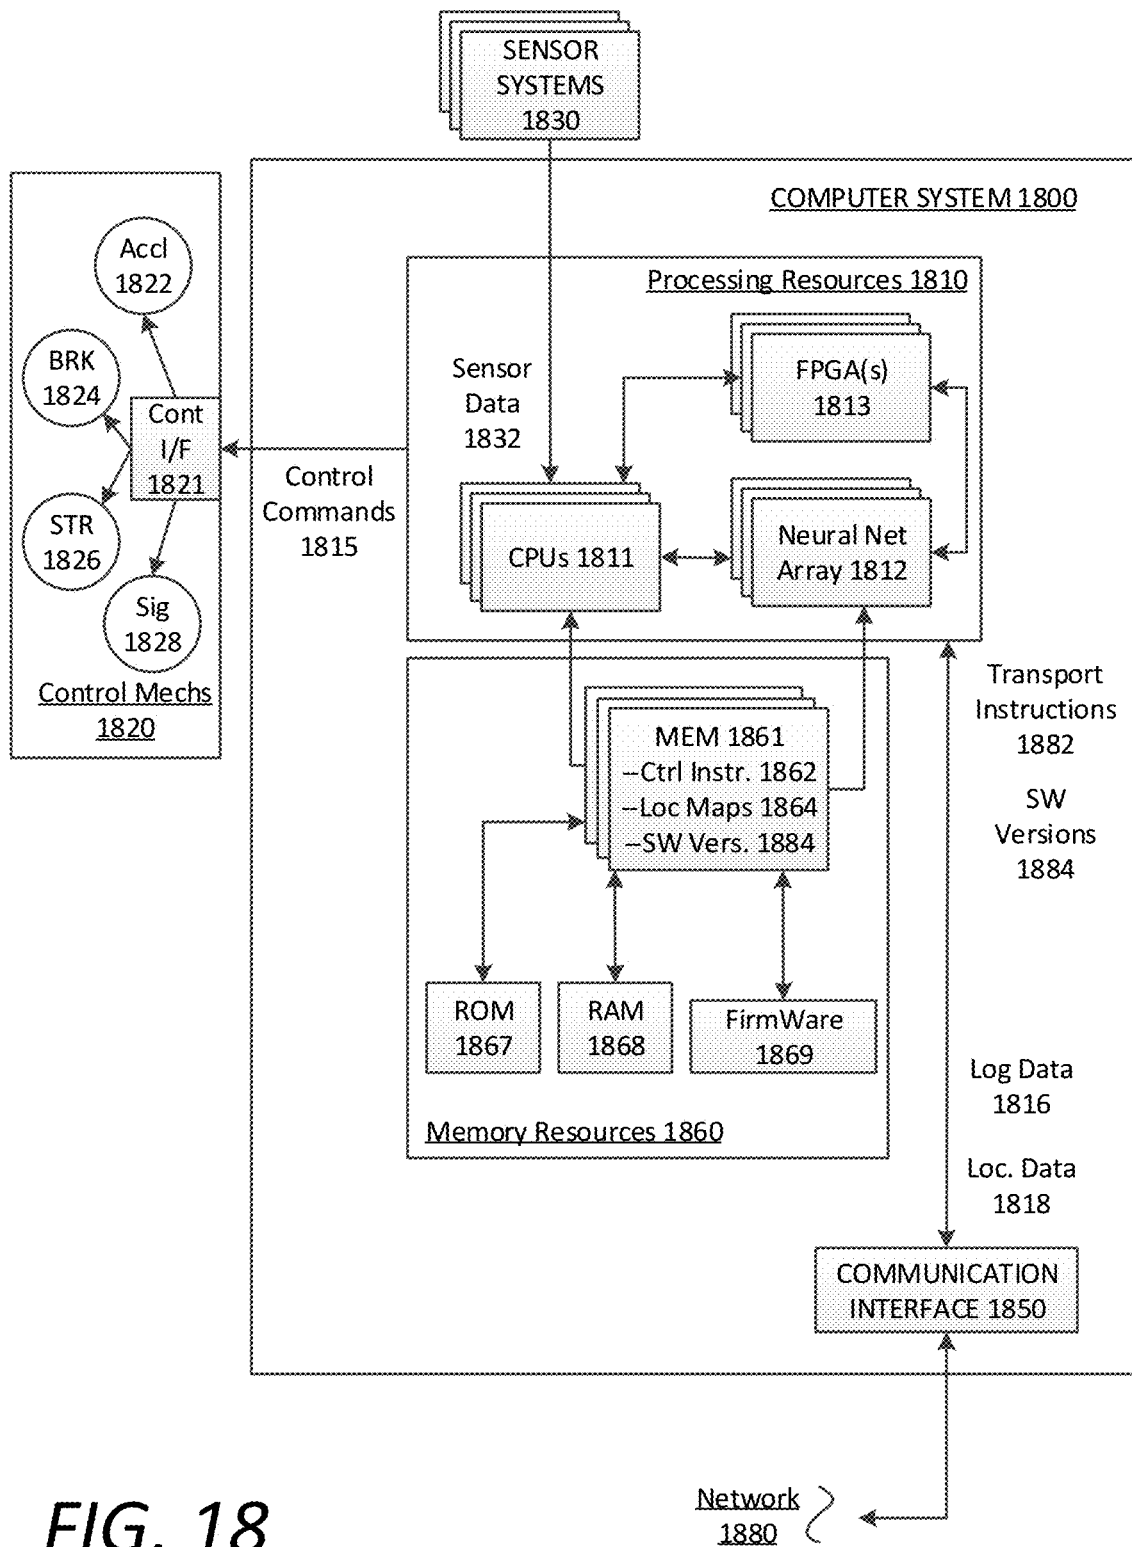 SENSOR
SYSTEMS
1830
COMPUTER SYSTEM 1800
Accl
1822
BRK
1824
Cont
I/F
1821
STR
1826
Sig
1828
Control Mechs
1820
Control
Commands
1815
Processing Resources 1810
Sensor
Data
1832
FPGA(s)
1813
CPUs 1811
Neural Net
Array 1812
Transport
Instructions
1882
SW
Versions
1884
MEM 1861
–Ctrl Instr. 1862
–Loc Maps 1864
–SW Vers. 1884
ROM
1867
RAM
1868
FirmWare
1869
Memory Resources 1860
Log Data
1816
Loc. Data
1818
COMMUNICATION
INTERFACE 1850
Network
1880
FIG. 18